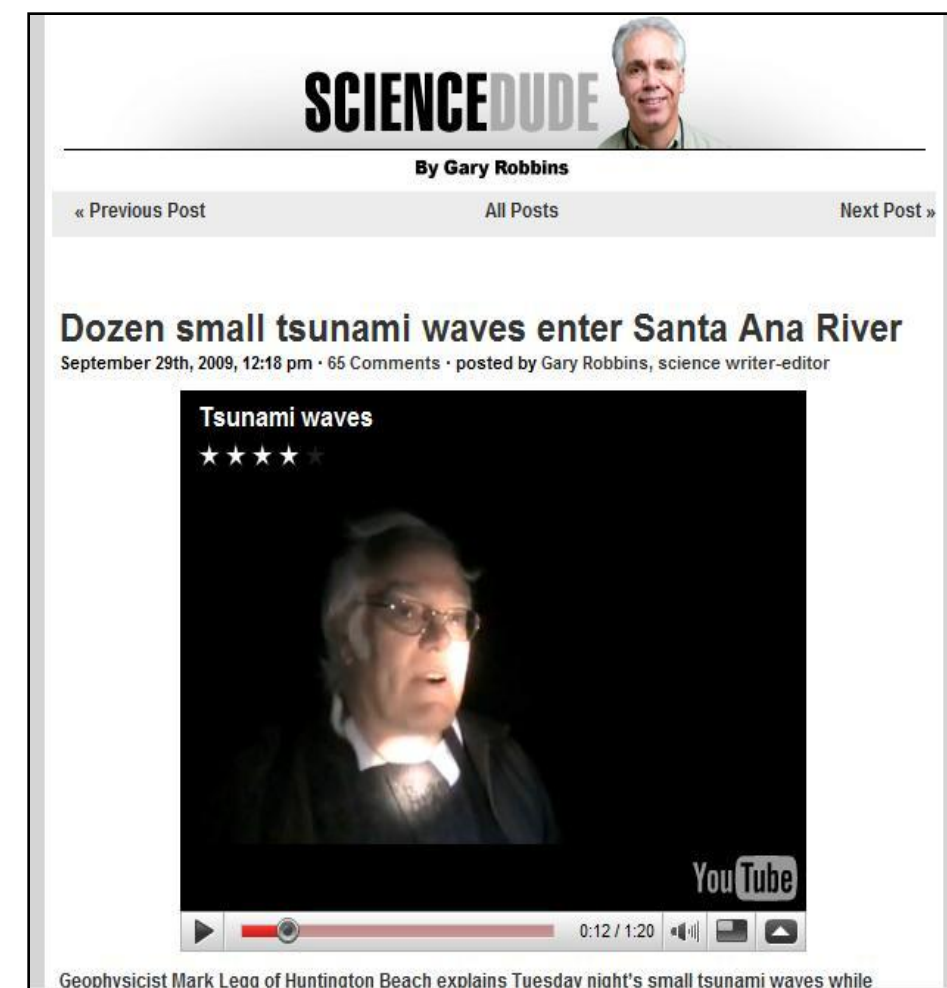 SCIENCEDUDE
By Gary Robbins
« Previous Post All Posts Next Post »
Dozen small tsunami waves enter Santa Ana River
September 29th, 2009, 12:18 pm · 65 Comments · posted by Gary Robbins, science writer-editor
Tsunami waves
YouTube
0:12 / 1:20
Geophysicist Mark Legg of Huntington Beach explains Tuesday night's small tsunami waves while